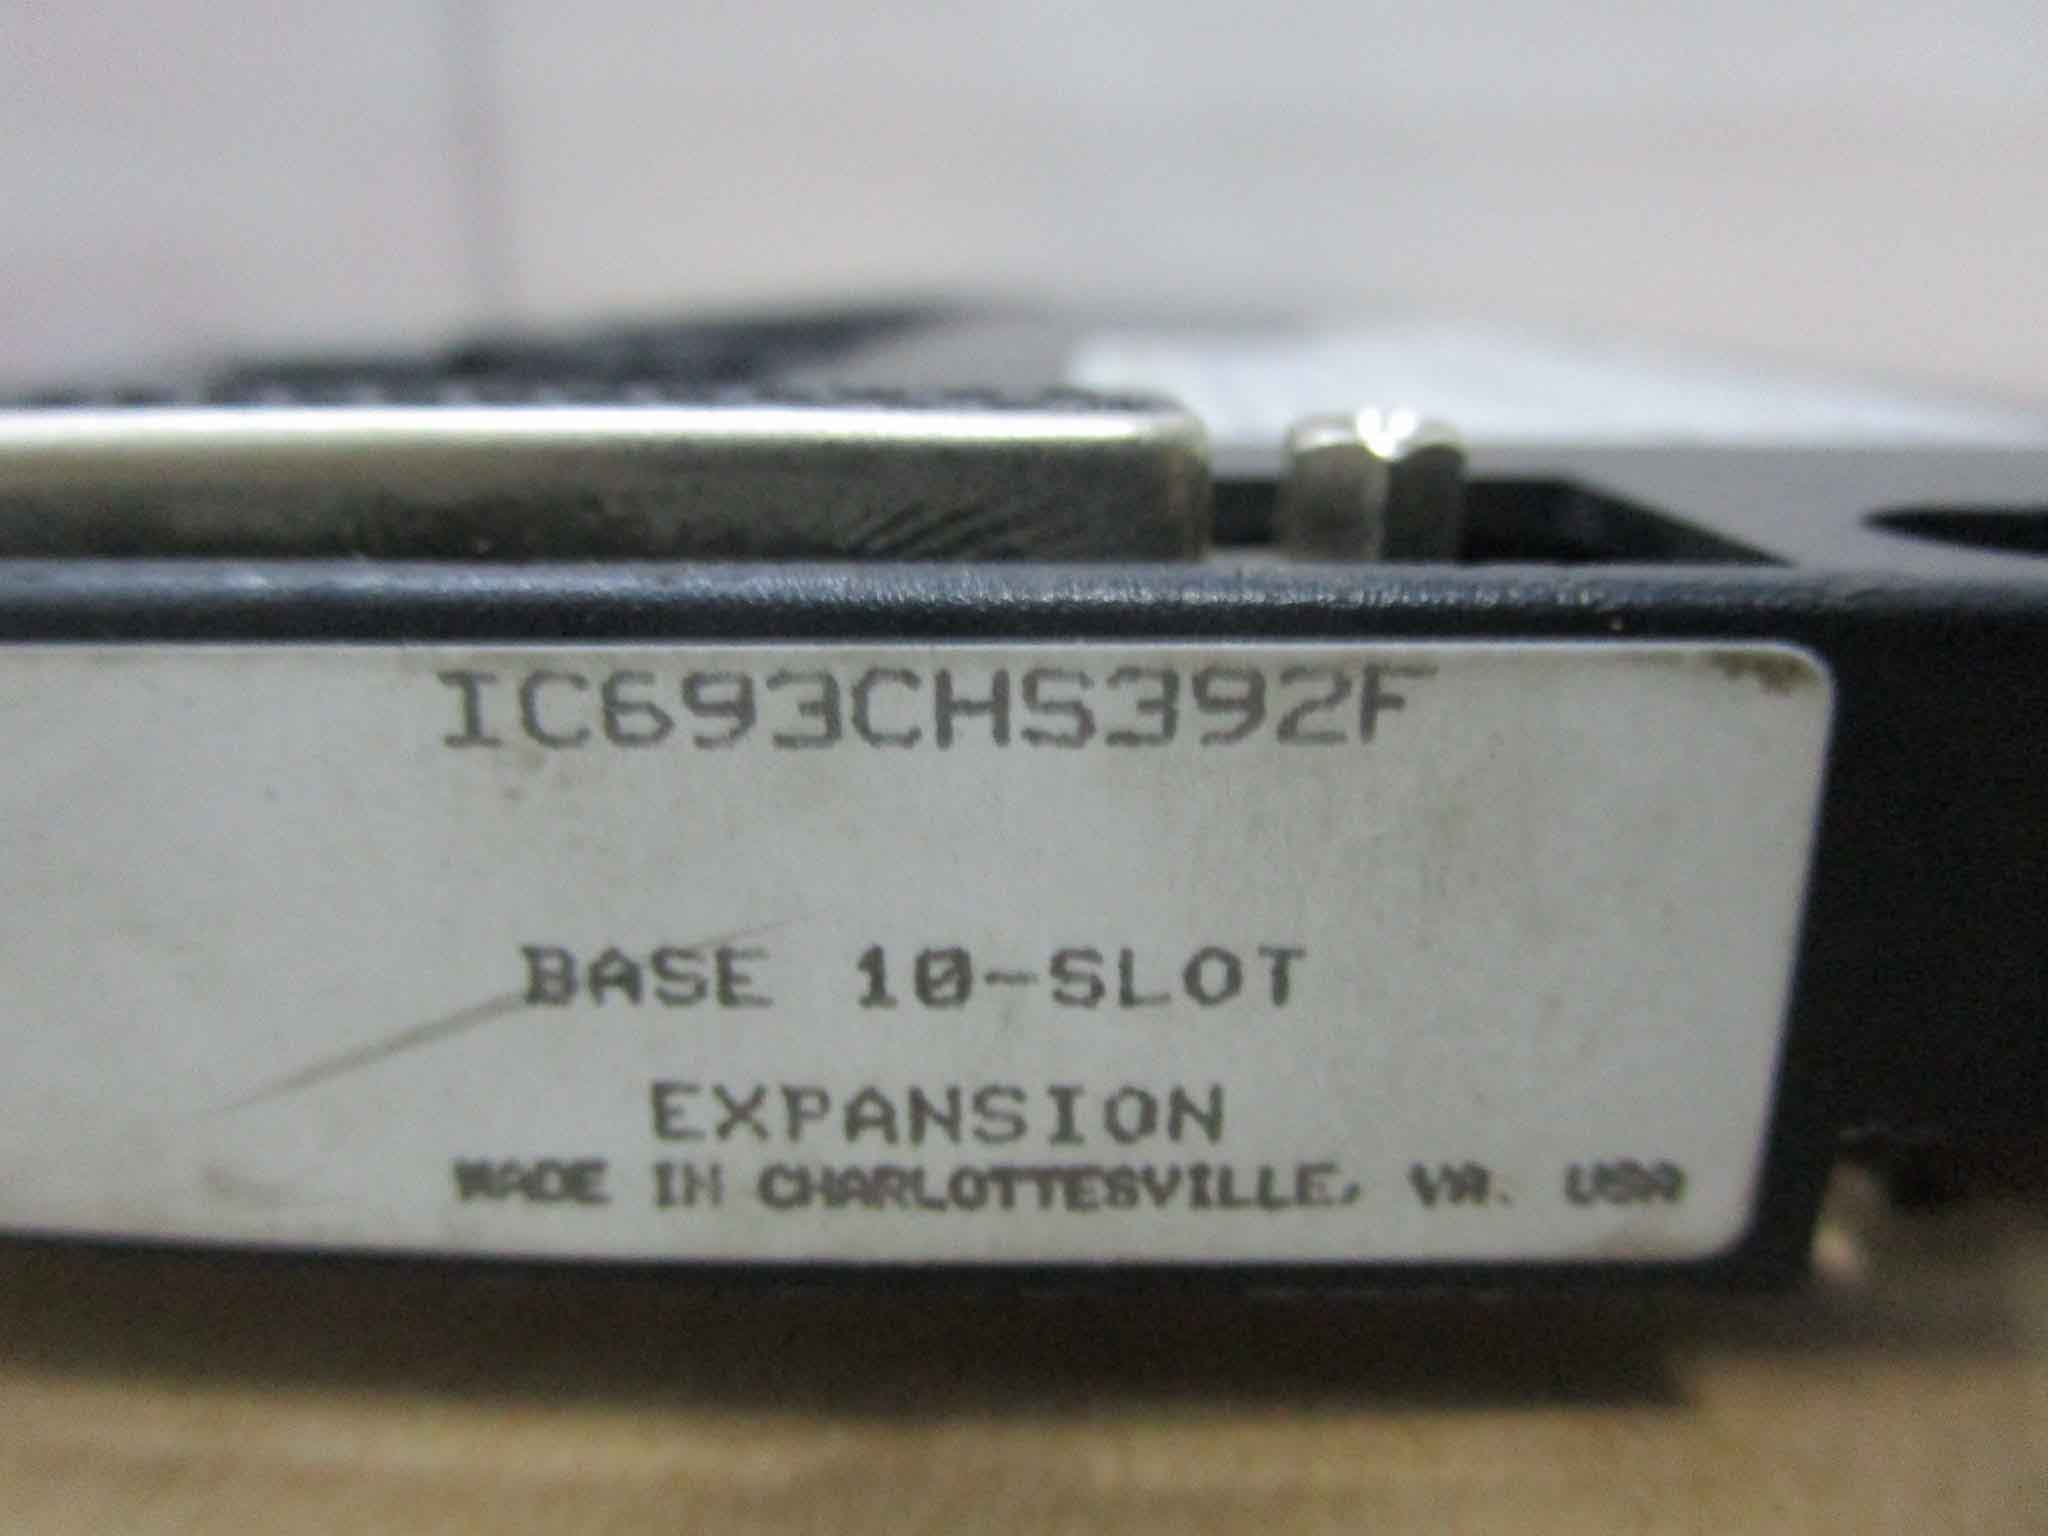 IC693CHS392F
BASE 10-SLOT
EXPANSION
MADE IN CHARLOTTESVILLE, VA. USA